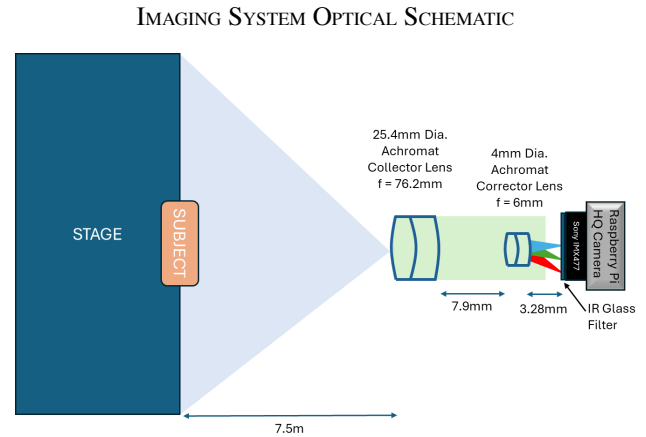 IMAGING SYSTEM OPTICAL SCHEMATIC
25.4mm Dia.
Achromat
Collector Lens
f = 76.2mm
4mm Dia.
Achromat
Corrector Lens
f = 6mm
STAGE
SUBJECT
Sony IMX477
Raspberry Pi
HQ Camera
7.9mm
3.28mm
IR Glass
Filter
7.5m